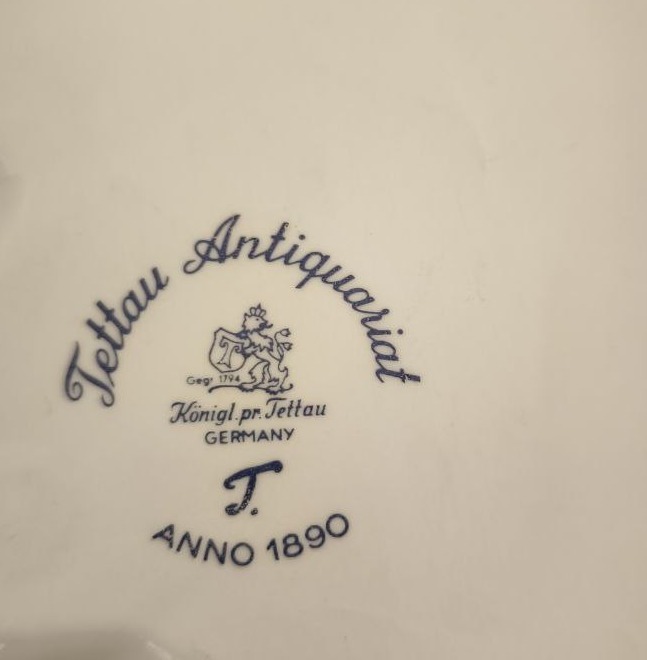 Tettau Antiquariat
T
Gegr. 1794
Königl. pr. Tettau
GERMANY
T.
ANNO 1890